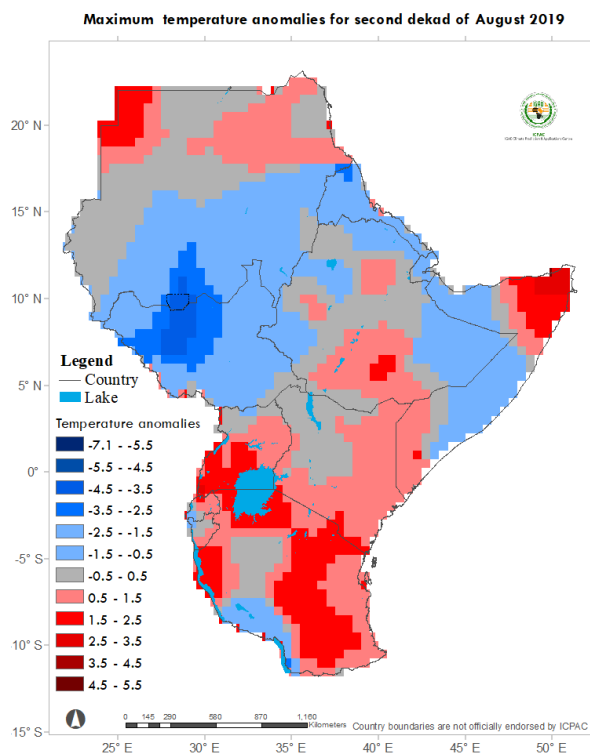 Maximum temperature anomalies for second dekad of August 2019
20° N
15° N
10° N
5° N
0°
-5° S
10° S
15° S
ICPAC
Legend
Country
Lake
Temperature anomalies
-7.1 - -5.5
-5.5 - -4.5
-4.5 - -3.5
-3.5 - -2.5
-2.5 - -1.5
-1.5 - -0.5
-0.5 - 0.5
0.5 - 1.5
1.5 - 2.5
2.5 - 3.5
3.5 - 4.5
4.5 - 5.5
0 145 290 580 870 1,160
Kilometers
Country boundaries are not officially endorsed by ICPAC
25° E 30° E 35° E 40° E 45° E 50° E